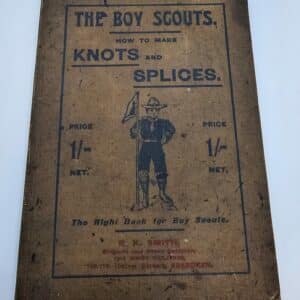 THE BOY SCOUTS.
HOW TO MAKE
KNOTS AND
SPLICES.
PRICE 1/- NET.
PRICE 1/- NET.
The Right Book for Boy Scouts.
ABERDEEN.